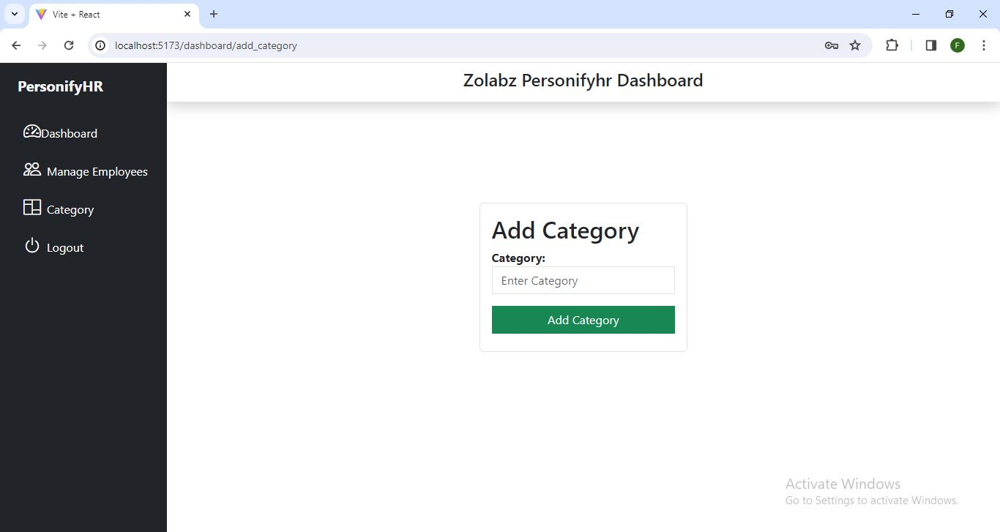 Vite + React
localhost:5173/dashboard/add_category
F
PersonifyHR
Zolabz Personifyhr Dashboard
Dashboard
Manage Employees
Category
Logout
Add Category
Category:
Enter Category
Add Category
Activate Windows
Go to Settings to activate Windows.